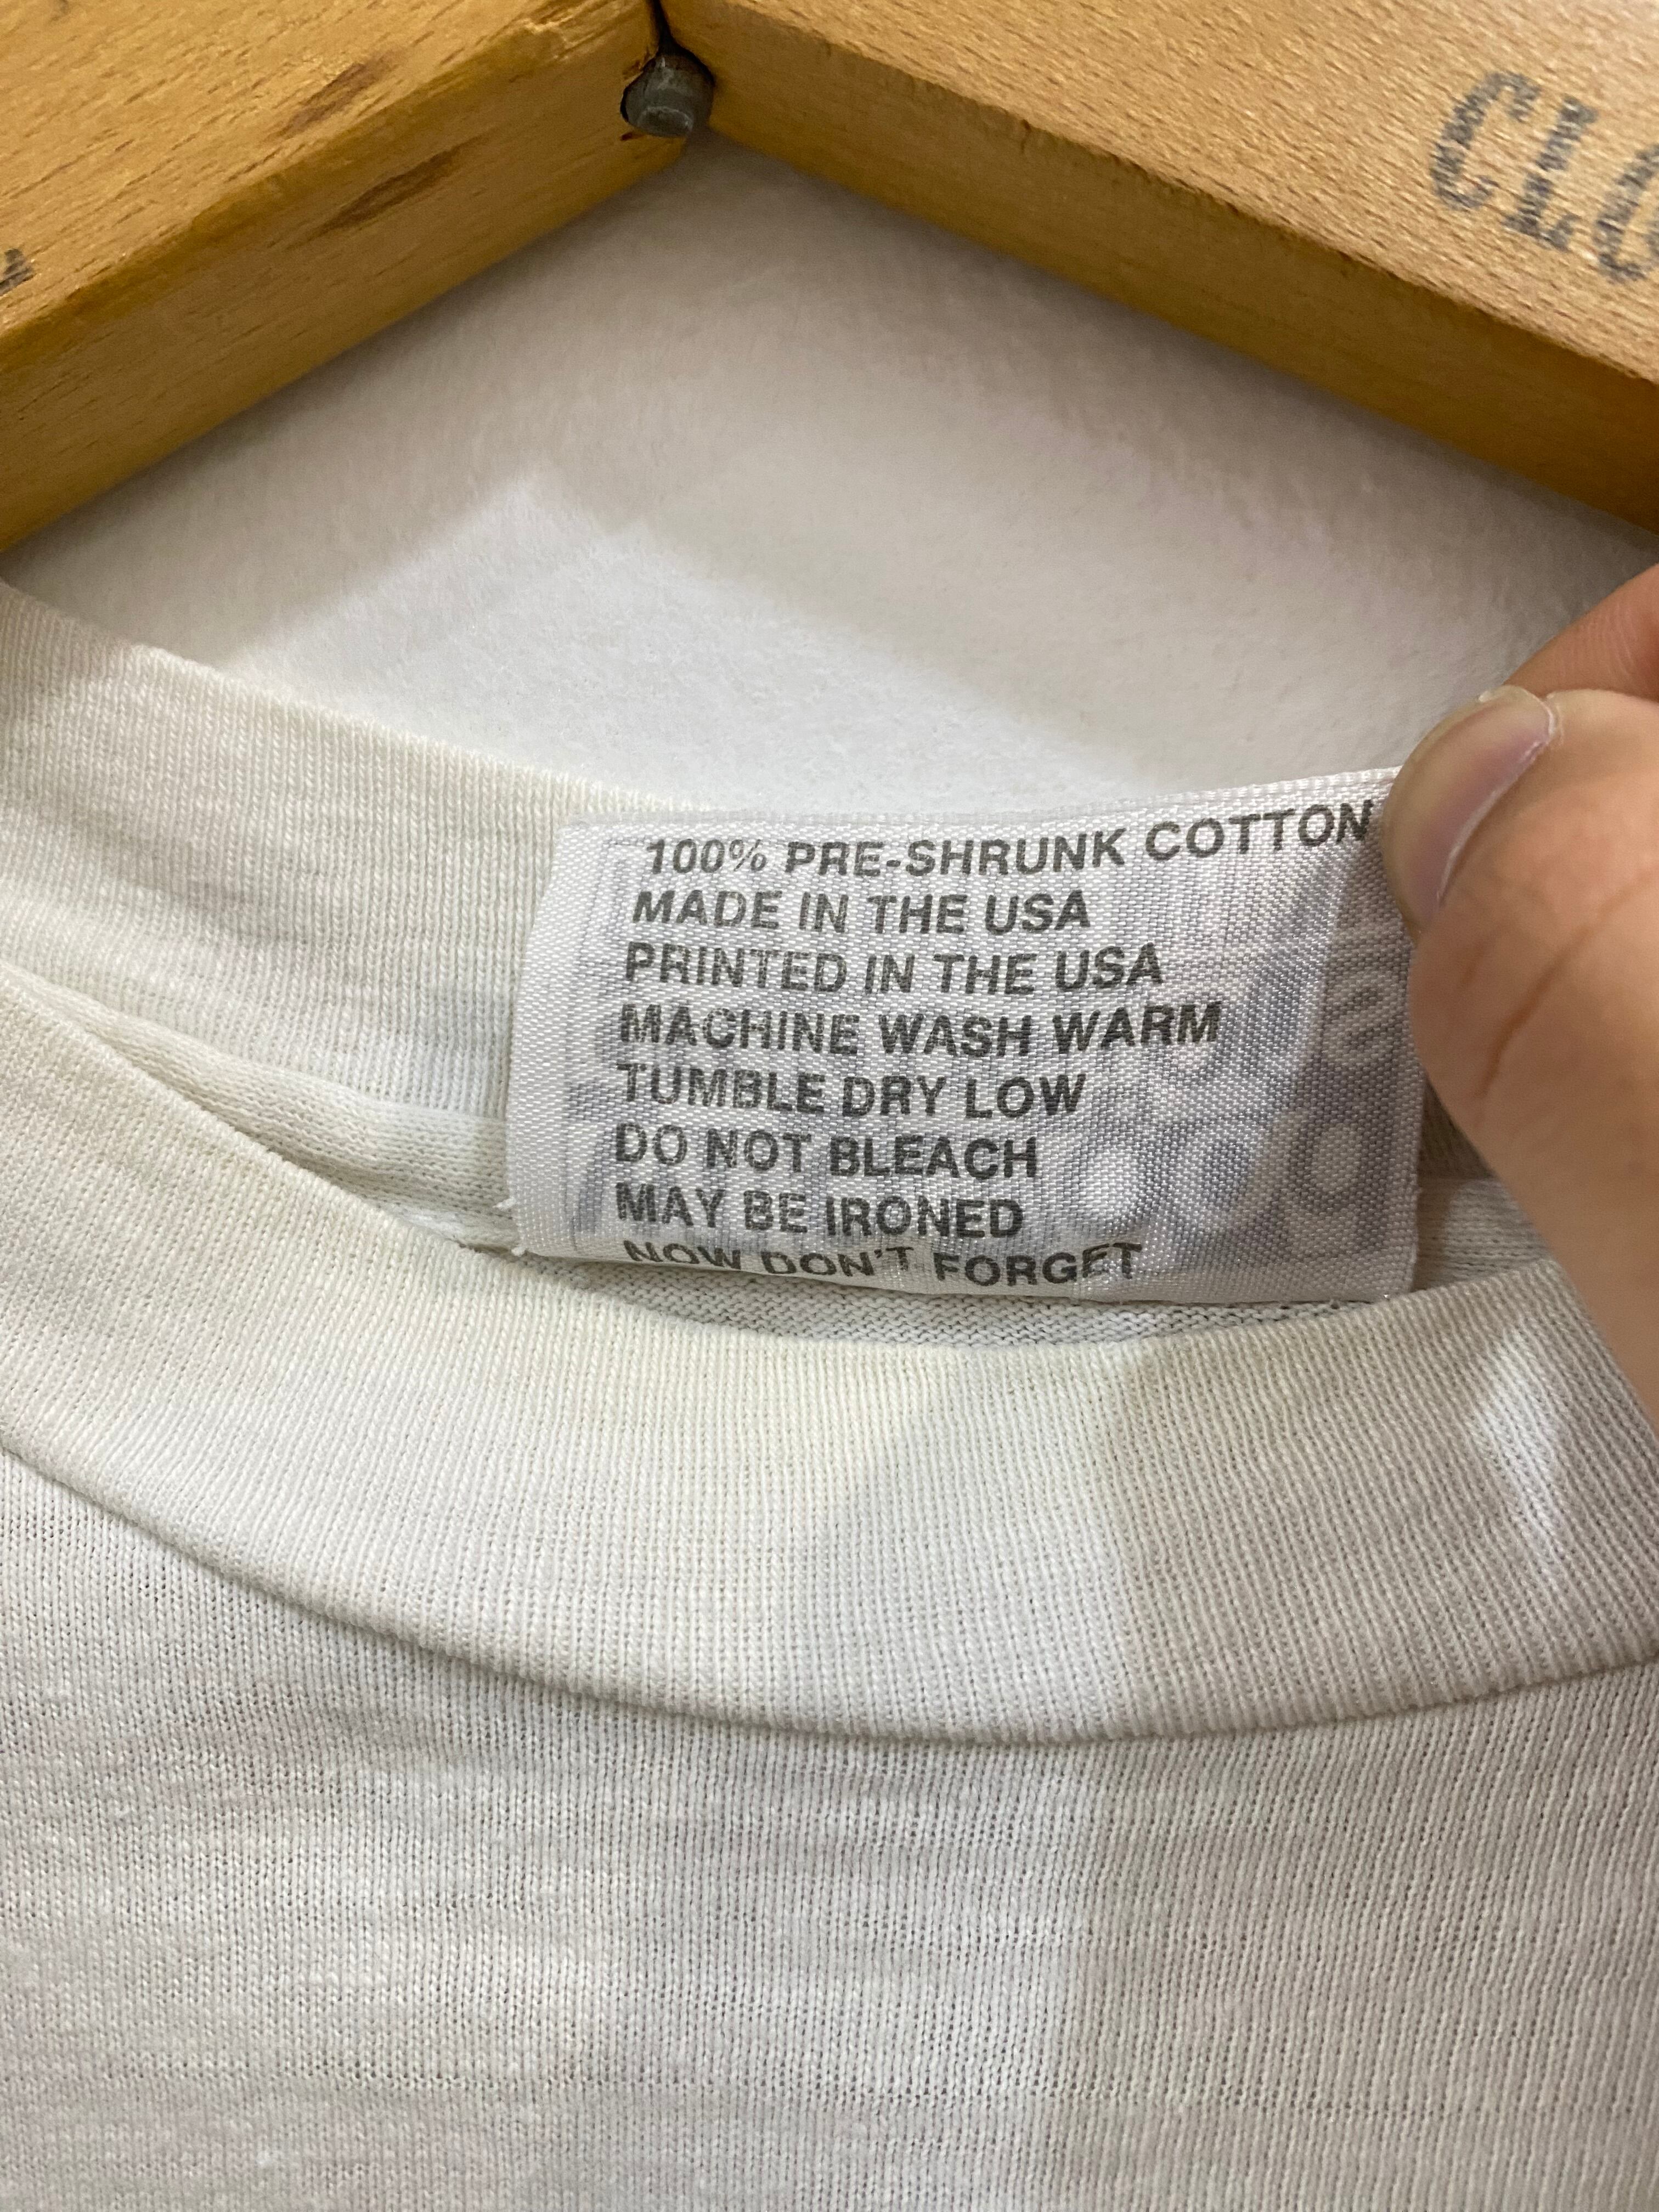 CLO
100% PRE-SHRUNK COTTON
MADE IN THE USA
PRINTED IN THE USA
MACHINE WASH WARM
TUMBLE DRY LOW
DO NOT BLEACH
MAY BE IRONED
NOW DON'T FORGET